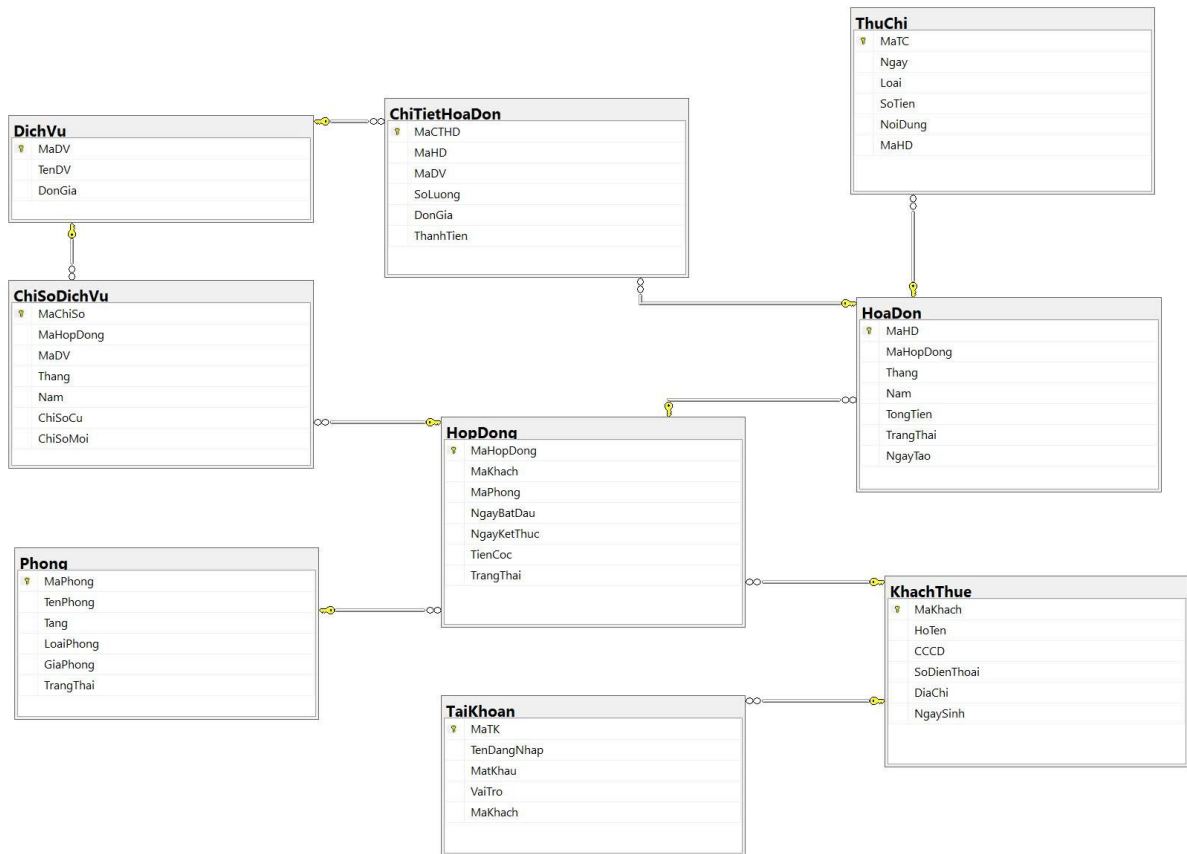 ThuChi
MaTC
Ngay
Loai
SoTien
NoiDung
MaHD
ChiTietHoaDon
MaCTHD
MaHD
MaDV
SoLuong
DonGia
ThanhTien
DichVu
MaDV
TenDV
DonGia
ChiSoDichVu
MaChiSo
MaHopDong
MaDV
Thang
Nam
ChiSoCu
ChiSoMoi
HoaDon
MaHD
MaHopDong
Thang
Nam
TongTien
TrangThai
NgayTao
HopDong
MaHopDong
MaKhach
MaPhong
NgayBatDau
NgayKetThuc
TienCoc
TrangThai
Phong
MaPhong
TenPhong
Tang
LoaiPhong
GiaPhong
TrangThai
KhachThue
MaKhach
HoTen
CCCD
SoDienThoai
DiaChi
NgaySinh
TaiKhoan
MaTK
TenDangNhap
MatKhau
VaiTro
MaKhach